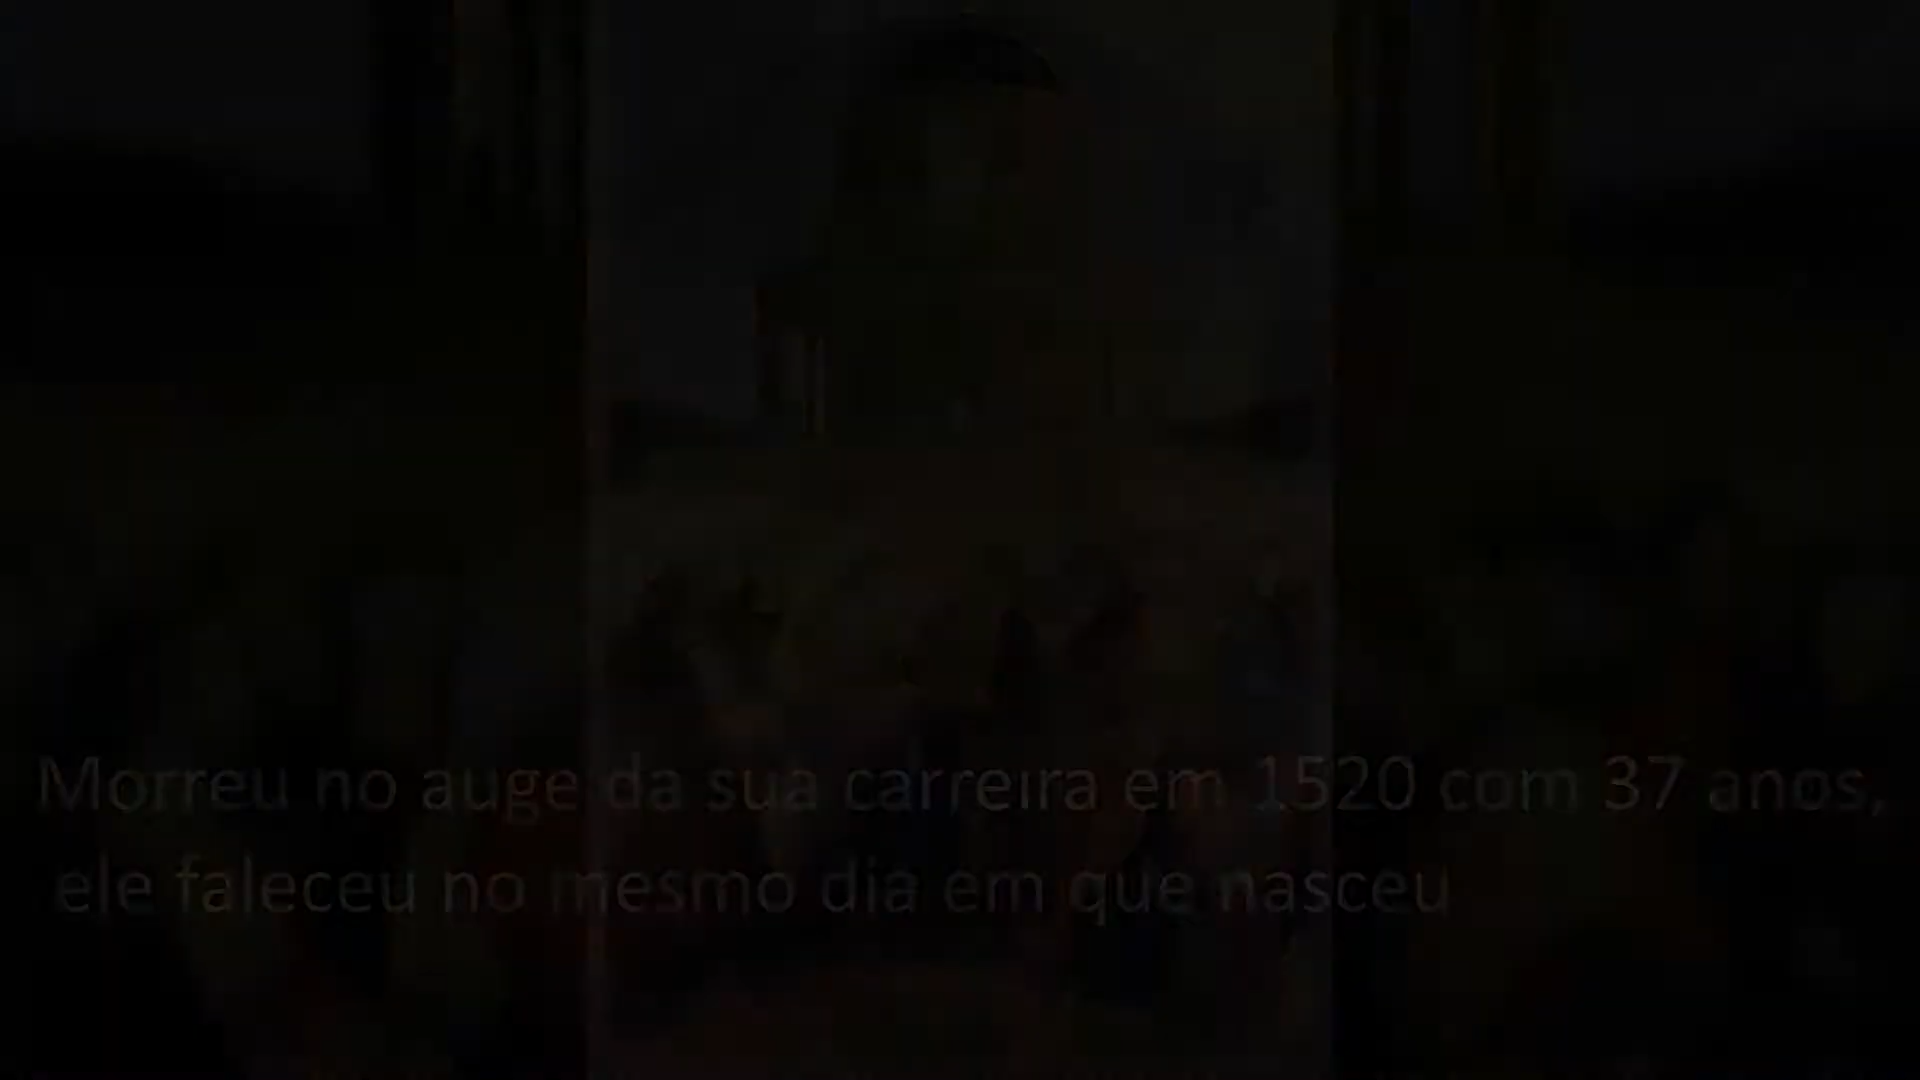 Morreu no auge da sua carreira em 1520 com 37 anos,
ele faleceu no mesmo dia em que nasceu